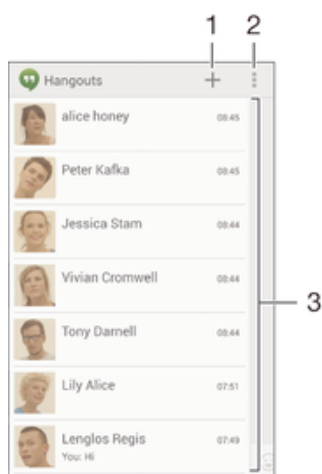 1 2
Hangouts
alice honey 08:45
Peter Kafka 08:45
Jessica Stam 08:44
3
Vivian Cromwell 08:44
Tony Darnell 08:44
Lily Alice 07:51
Lenglos Regis 07:49
You: Hi